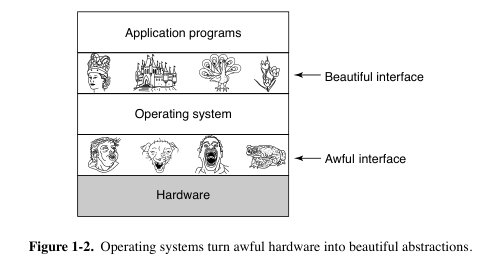 Application programs
Beautiful interface
Operating system
Awful interface
Hardware
Figure 1-2. Operating systems turn awful hardware into beautiful abstractions.